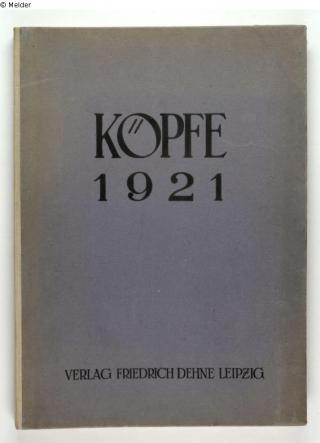 © Melder
KÖPFE
1921
VERLAG FRIEDRICH DEHNE LEIPZIG